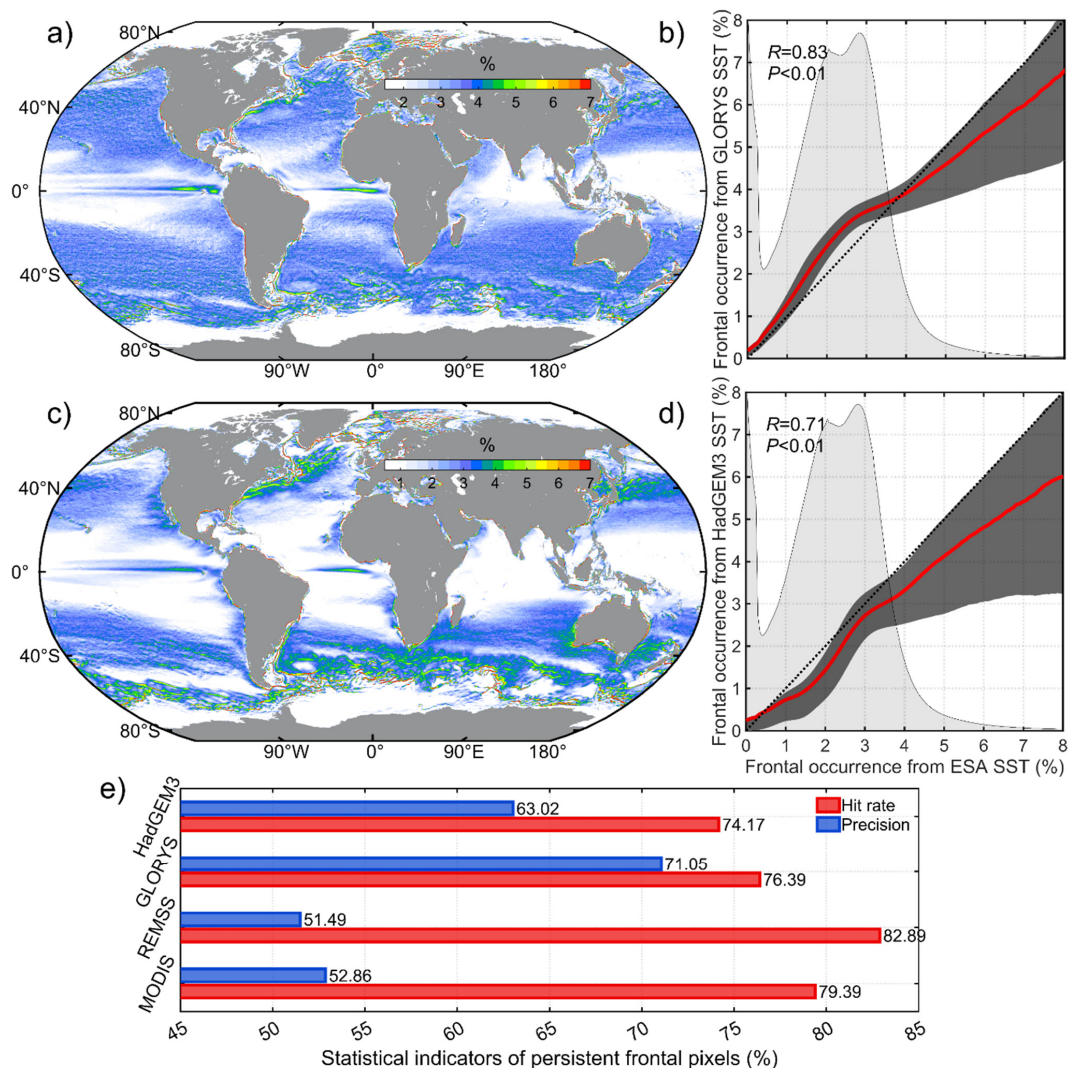 a)
80°N
40°N
0°
40°S
80°S
90°W 0° 90°E 180°
%
2 3 4 5 6 7
b)
R=0.83
P<0.01
Frontal occurrence from GLORYS SST (%)
8
7
6
5
4
3
2
1
0
c)
80°N
40°N
0°
40°S
80°S
90°W 0° 90°E 180°
%
1 2 3 4 5 6 7
d)
R=0.71
P<0.01
Frontal occurrence from HadGEM3 SST (%)
8
7
6
5
4
3
2
1
0
0 1 2 3 4 5 6 7 8
Frontal occurrence from ESA SST (%)
e)
HadGEM3
63.02
74.17
GLORYS
71.05
76.39
REMSS
51.49
82.89
MODIS
52.86
79.39
Hit rate
Precision
45 50 55 60 65 70 75 80 85
Statistical indicators of persistent frontal pixels (%)